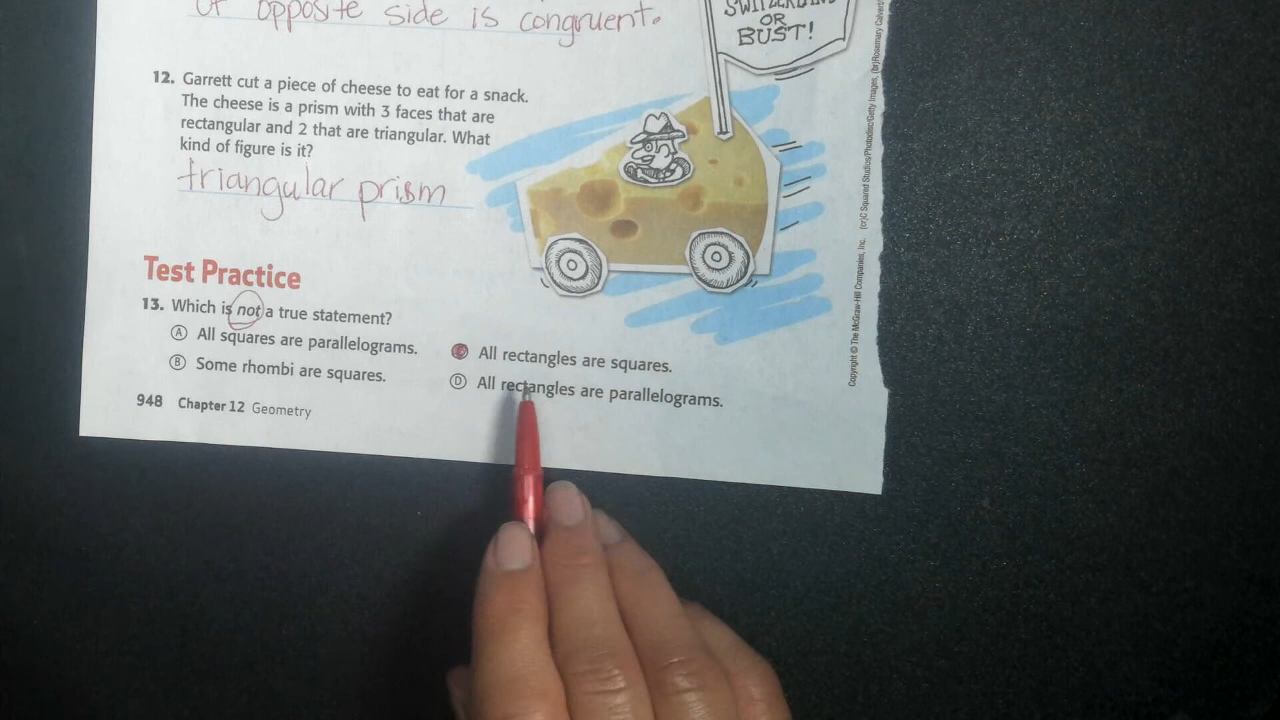 or opposite side is congruent.
SWITZERLAND
OR
BUST!
12. Garrett cut a piece of cheese to eat for a snack.
The cheese is a prism with 3 faces that are
rectangular and 2 that are triangular. What
kind of figure is it?
triangular prism
Test Practice
13. Which is not a true statement?
Ⓐ All squares are parallelograms.
Ⓑ Some rhombi are squares.
All rectangles are squares.
Ⓓ All rectangles are parallelograms.
948 Chapter 12 Geometry
Copyright © The McGraw-Hill Companies, Inc. (cr)C Squared Studios/Photodisc/Getty Images, (br)Rosemary Calvert/